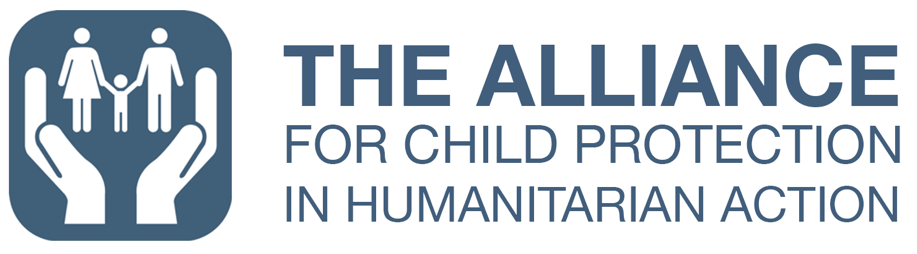 THE ALLIANCE
FOR CHILD PROTECTION
IN HUMANITARIAN ACTION